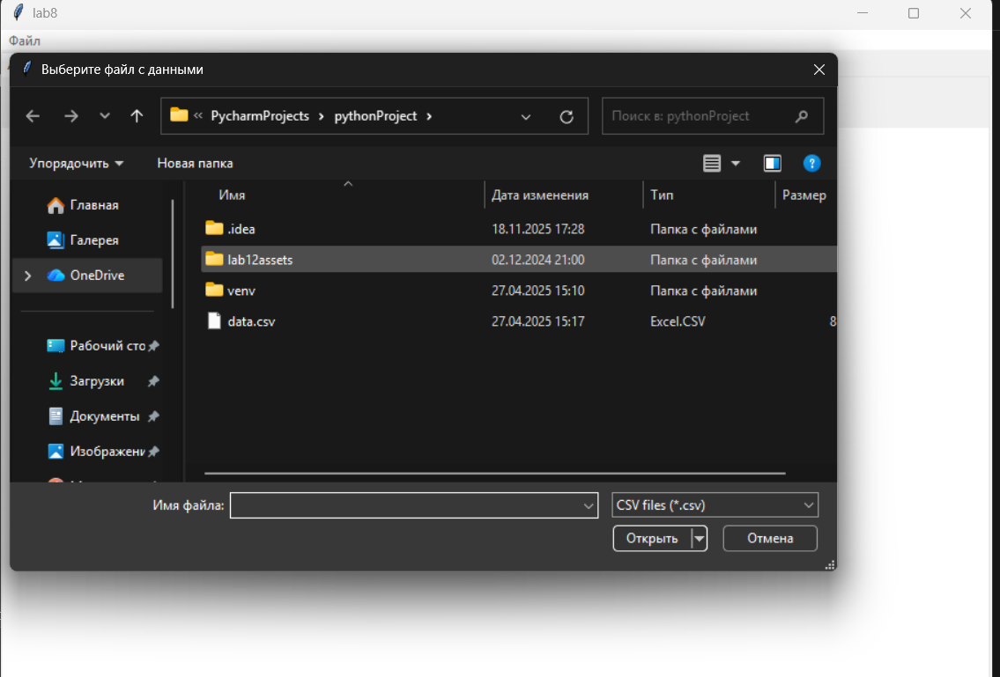 lab8
Файл
Выберите файл с данными
« PycharmProjects › pythonProject ›
Поиск в: pythonProject
Упорядочить
Новая папка
Имя
Дата изменения
Тип
Размер
Главная
Галерея
OneDrive
Рабочий сто
Загрузки
Документы
Изображени
.idea 18.11.2025 17:28 Папка с файлами
lab12assets 02.12.2024 21:00 Папка с файлами
venv 27.04.2025 15:10 Папка с файлами
data.csv 27.04.2025 15:17 Excel.CSV 8
Имя файла:
CSV files (*.csv)
Открыть
Отмена